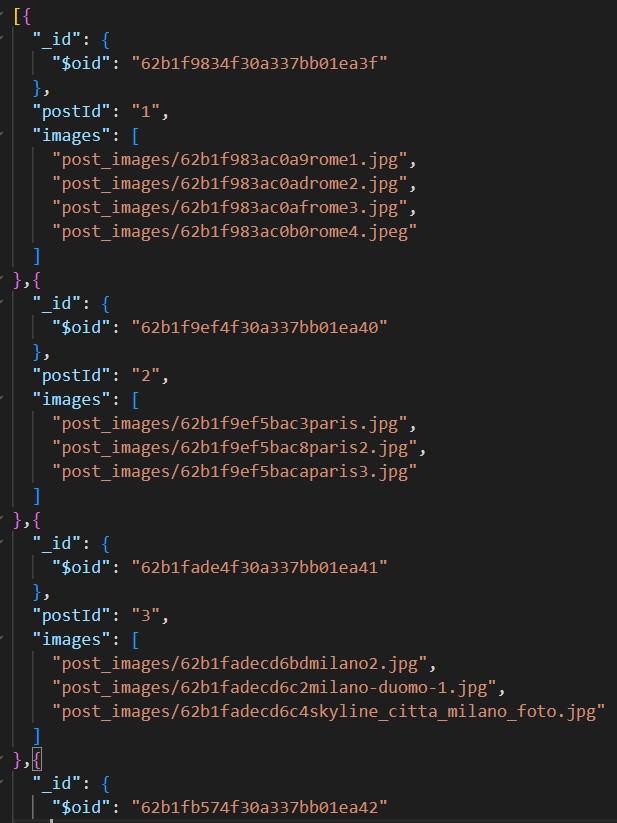 [{
"_id": {
"$oid": "62b1f9834f30a337bb01ea3f"
},
"postId": "1",
"images": [
"post_images/62b1f983ac0a9rome1.jpg",
"post_images/62b1f983ac0adrome2.jpg",
"post_images/62b1f983ac0afrome3.jpg",
"post_images/62b1f983ac0b0rome4.jpeg"
]
},{
"_id": {
"$oid": "62b1f9ef4f30a337bb01ea40"
},
"postId": "2",
"images": [
"post_images/62b1f9ef5bac3paris.jpg",
"post_images/62b1f9ef5bac8paris2.jpg",
"post_images/62b1f9ef5bacaparis3.jpg"
]
},{
"_id": {
"$oid": "62b1fade4f30a337bb01ea41"
},
"postId": "3",
"images": [
"post_images/62b1fadecd6bdmilano2.jpg",
"post_images/62b1fadecd6c2milano-duomo-1.jpg",
"post_images/62b1fadecd6c4skyline_citta_milano_foto.jpg"
]
},{
"_id": {
"$oid": "62b1fb574f30a337bb01ea42"